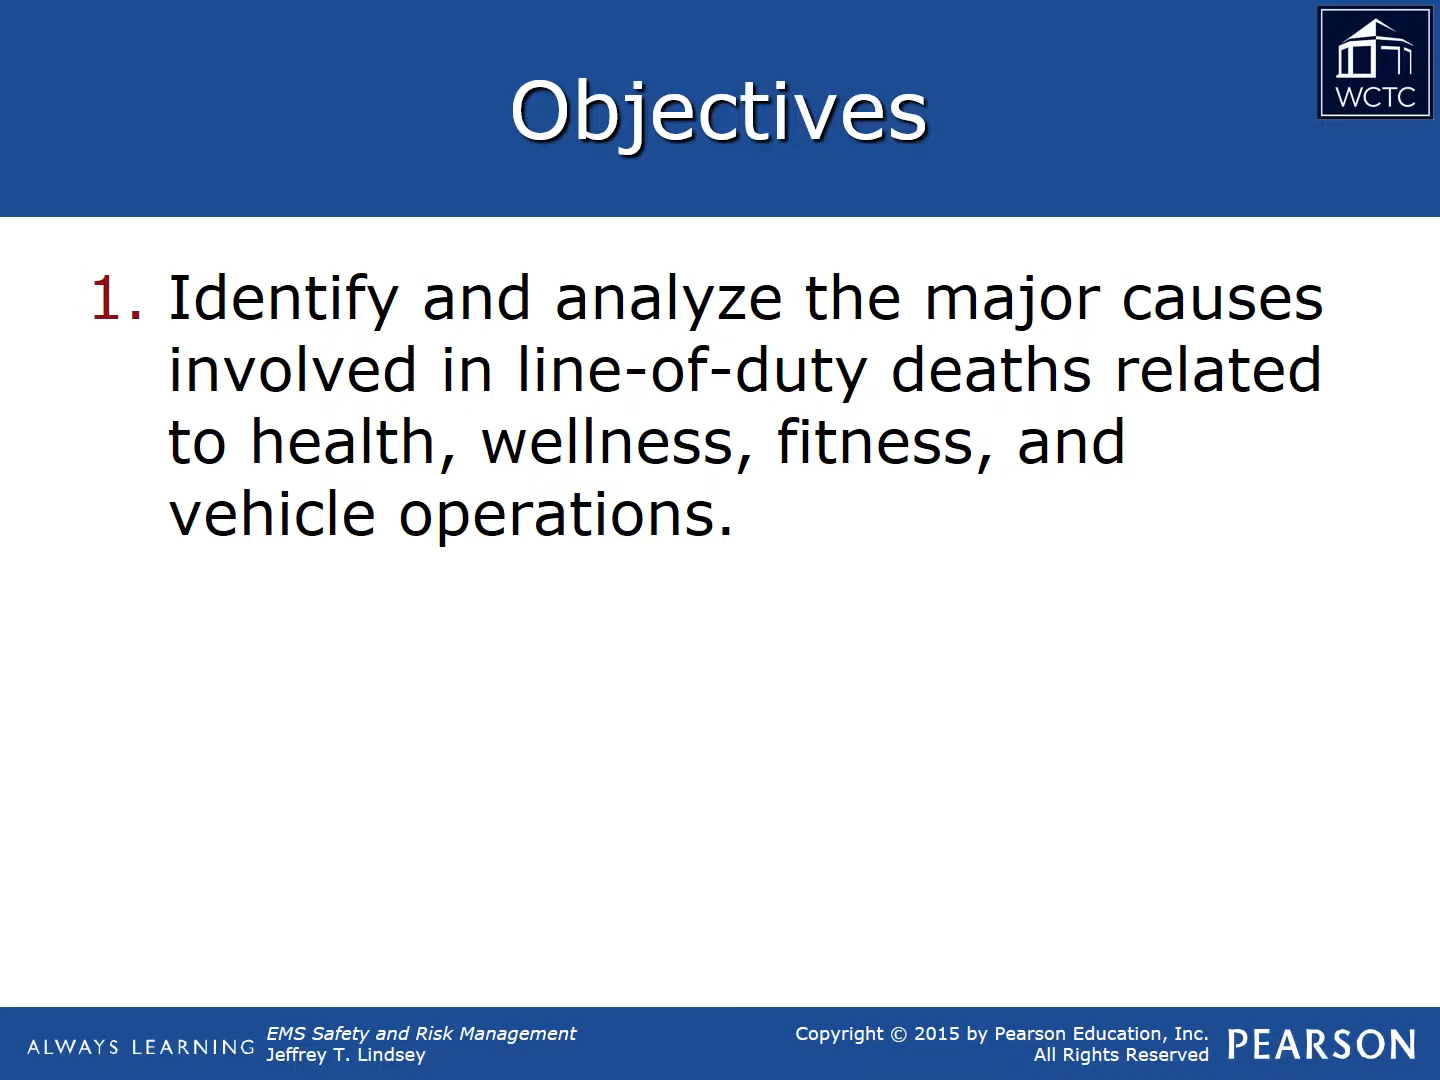 WCTC
Objectives
1. Identify and analyze the major causes
involved in line-of-duty deaths related
to health, wellness, fitness, and
vehicle operations.
ALWAYS LEARNING
EMS Safety and Risk Management
Jeffrey T. Lindsey
Copyright © 2015 by Pearson Education, Inc.
All Rights Reserved
PEARSON